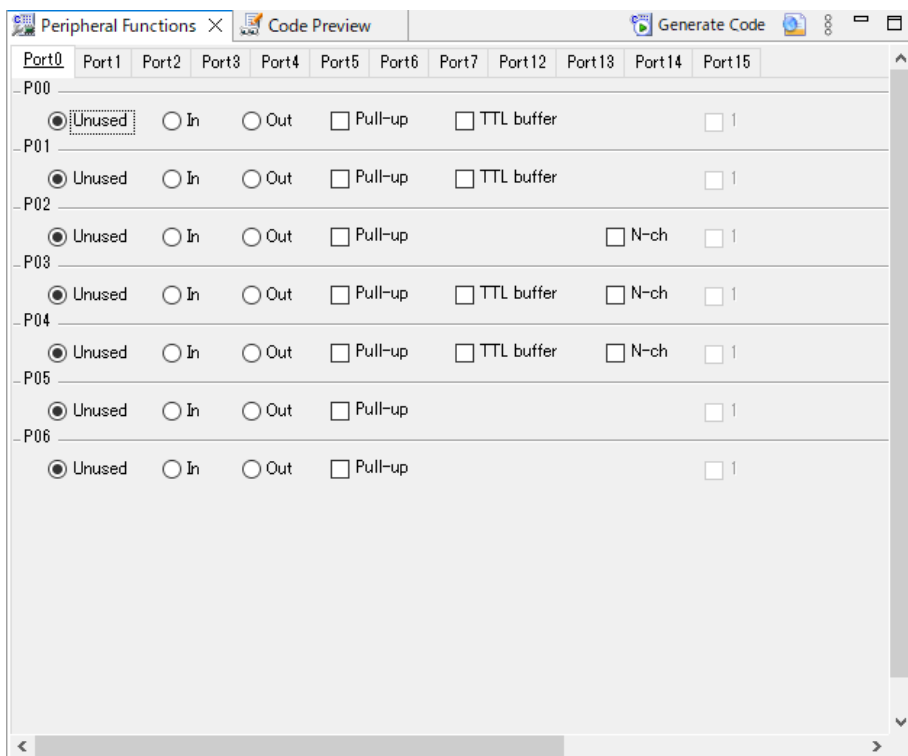 Peripheral Functions Code Preview Generate Code
Port0 Port1 Port2 Port3 Port4 Port5 Port6 Port7 Port12 Port13 Port14 Port15
P00
Unused In Out Pull-up TTL buffer 1
P01
Unused In Out Pull-up TTL buffer 1
P02
Unused In Out Pull-up N-ch 1
P03
Unused In Out Pull-up TTL buffer N-ch 1
P04
Unused In Out Pull-up TTL buffer N-ch 1
P05
Unused In Out Pull-up 1
P06
Unused In Out Pull-up 1